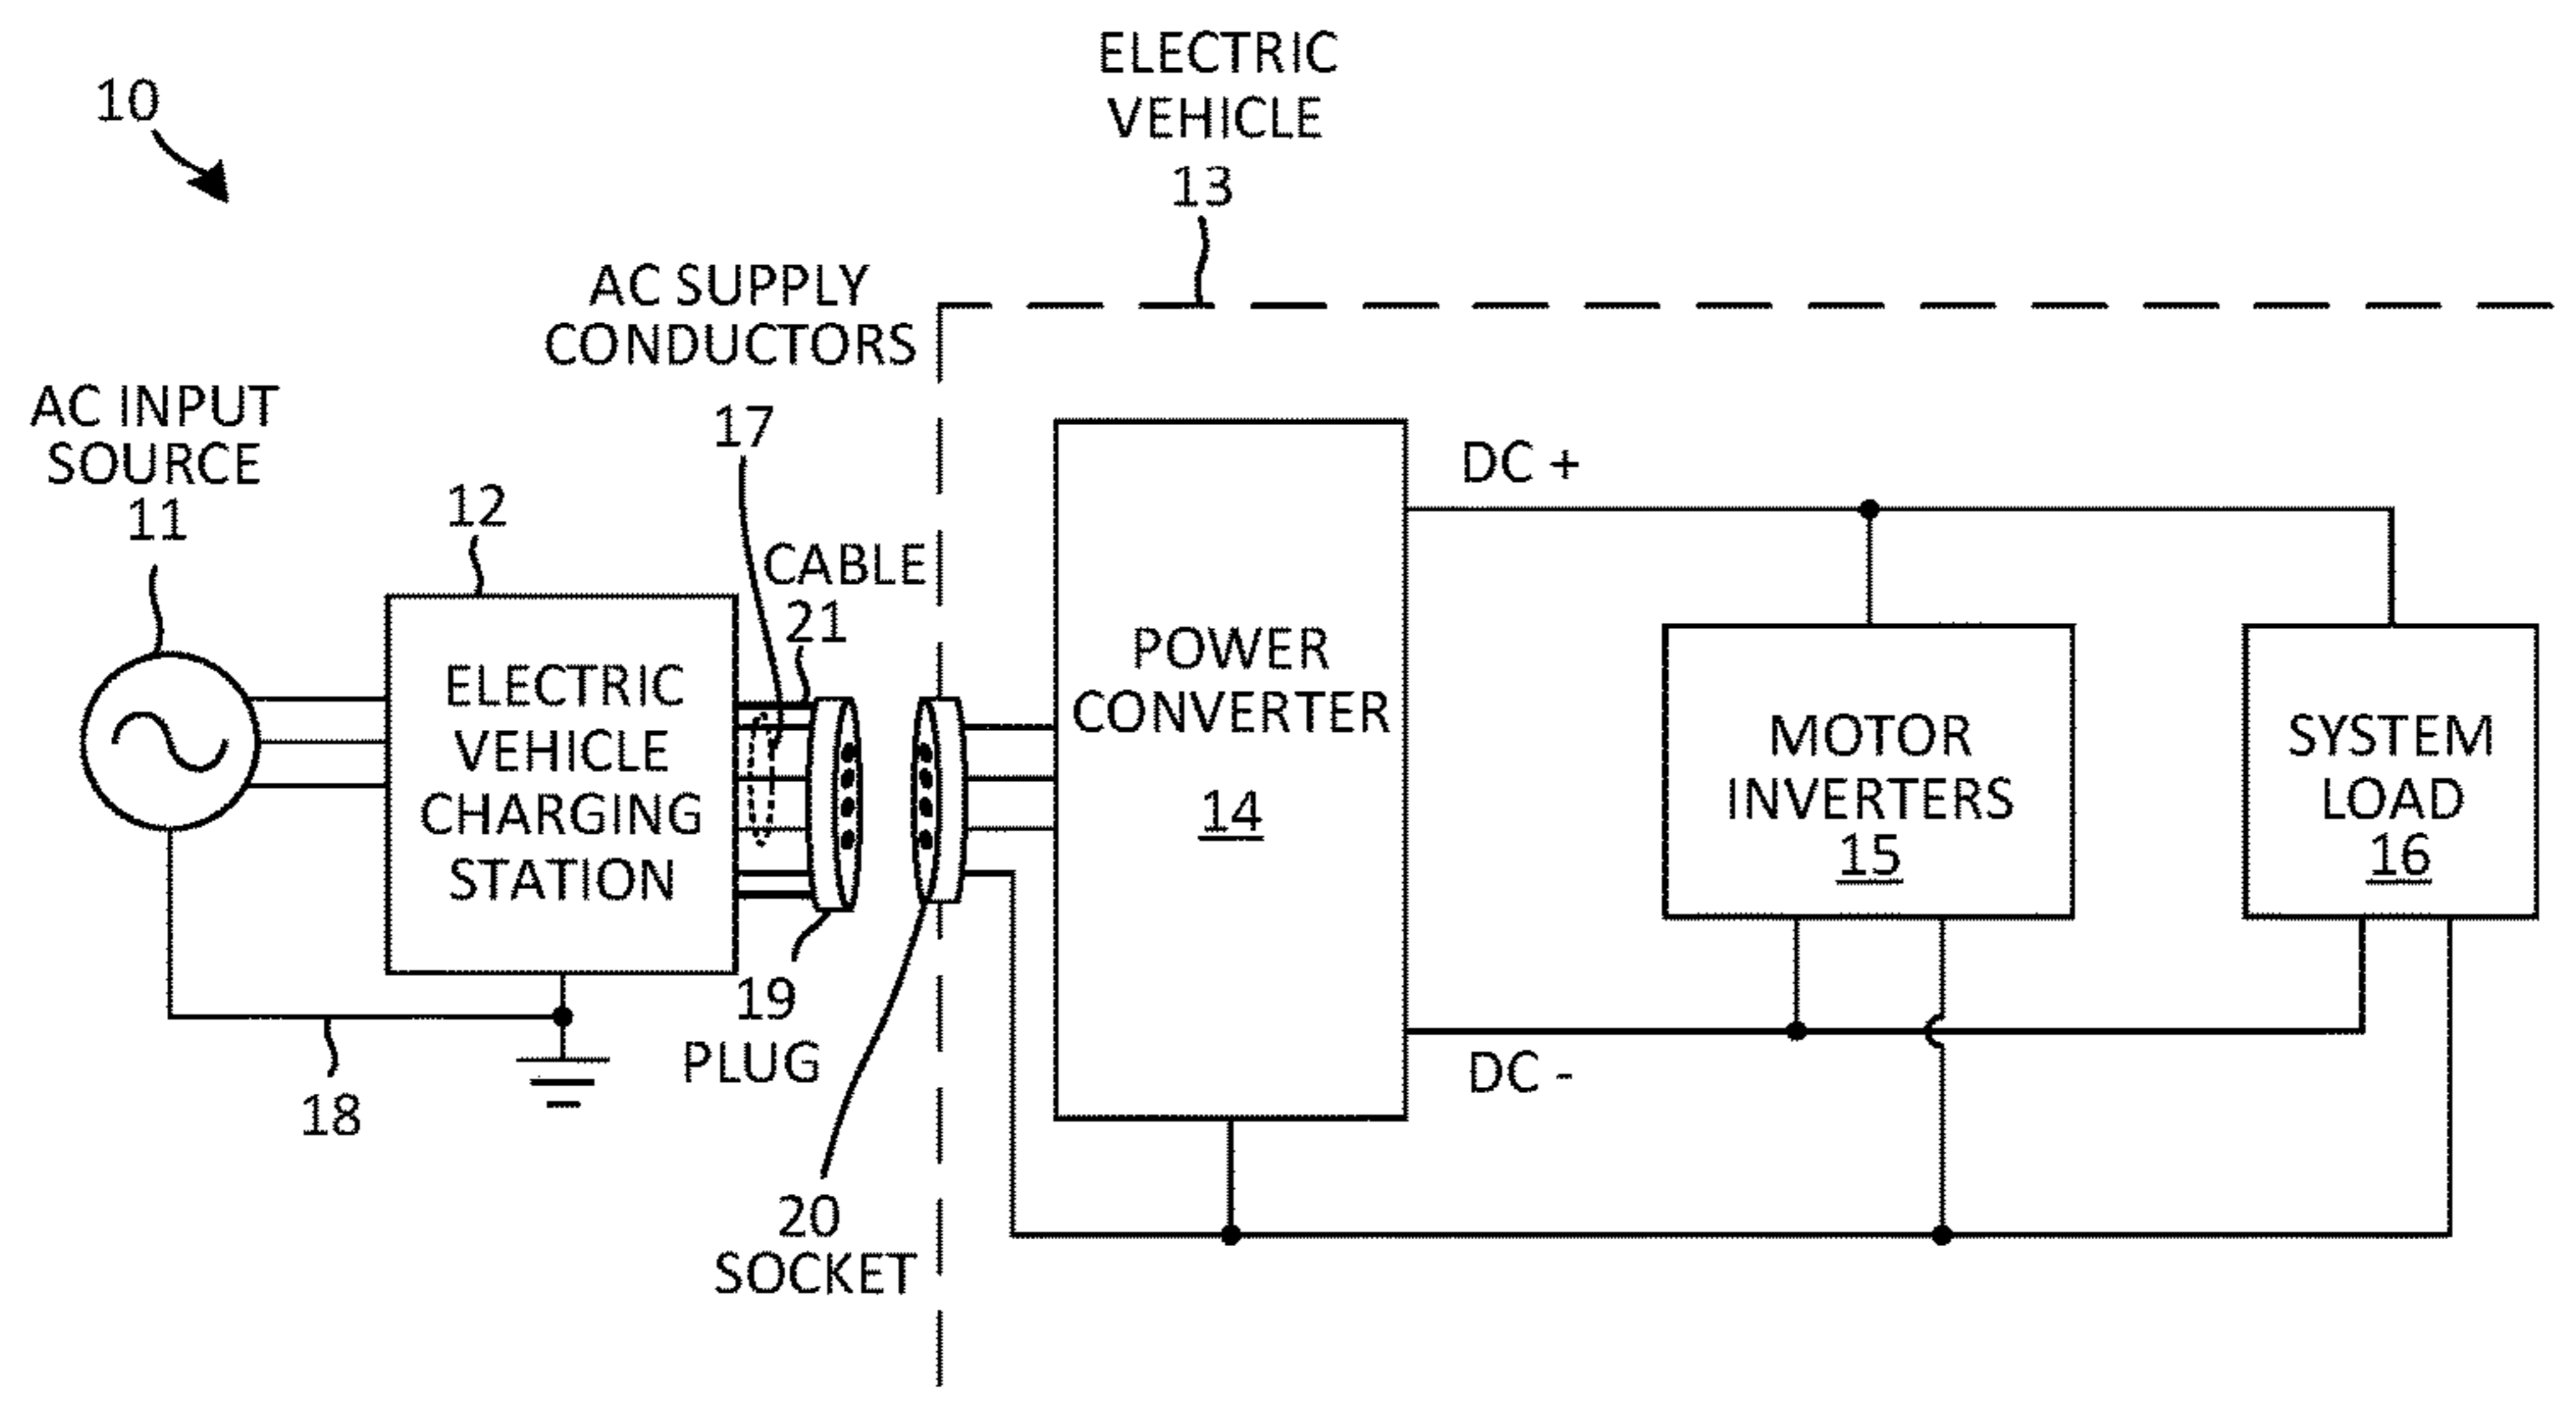 10
ELECTRIC
VEHICLE
13
AC SUPPLY
CONDUCTORS
17
AC INPUT
SOURCE
11
12
CABLE
21
ELECTRIC
VEHICLE
CHARGING
STATION
18
19
PLUG
20
SOCKET
POWER
CONVERTER
14
DC +
DC -
MOTOR
INVERTERS
15
SYSTEM
LOAD
16